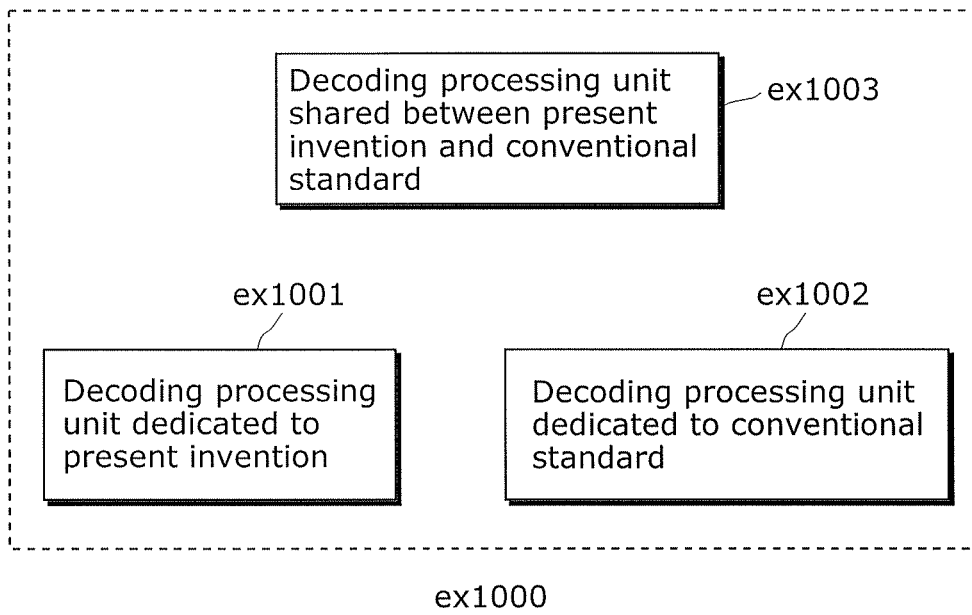 Decoding processing unit
shared between present
invention and conventional
standard
ex1003
ex1001
ex1002
Decoding processing
unit dedicated to
present invention
Decoding processing unit
dedicated to conventional
standard
ex1000